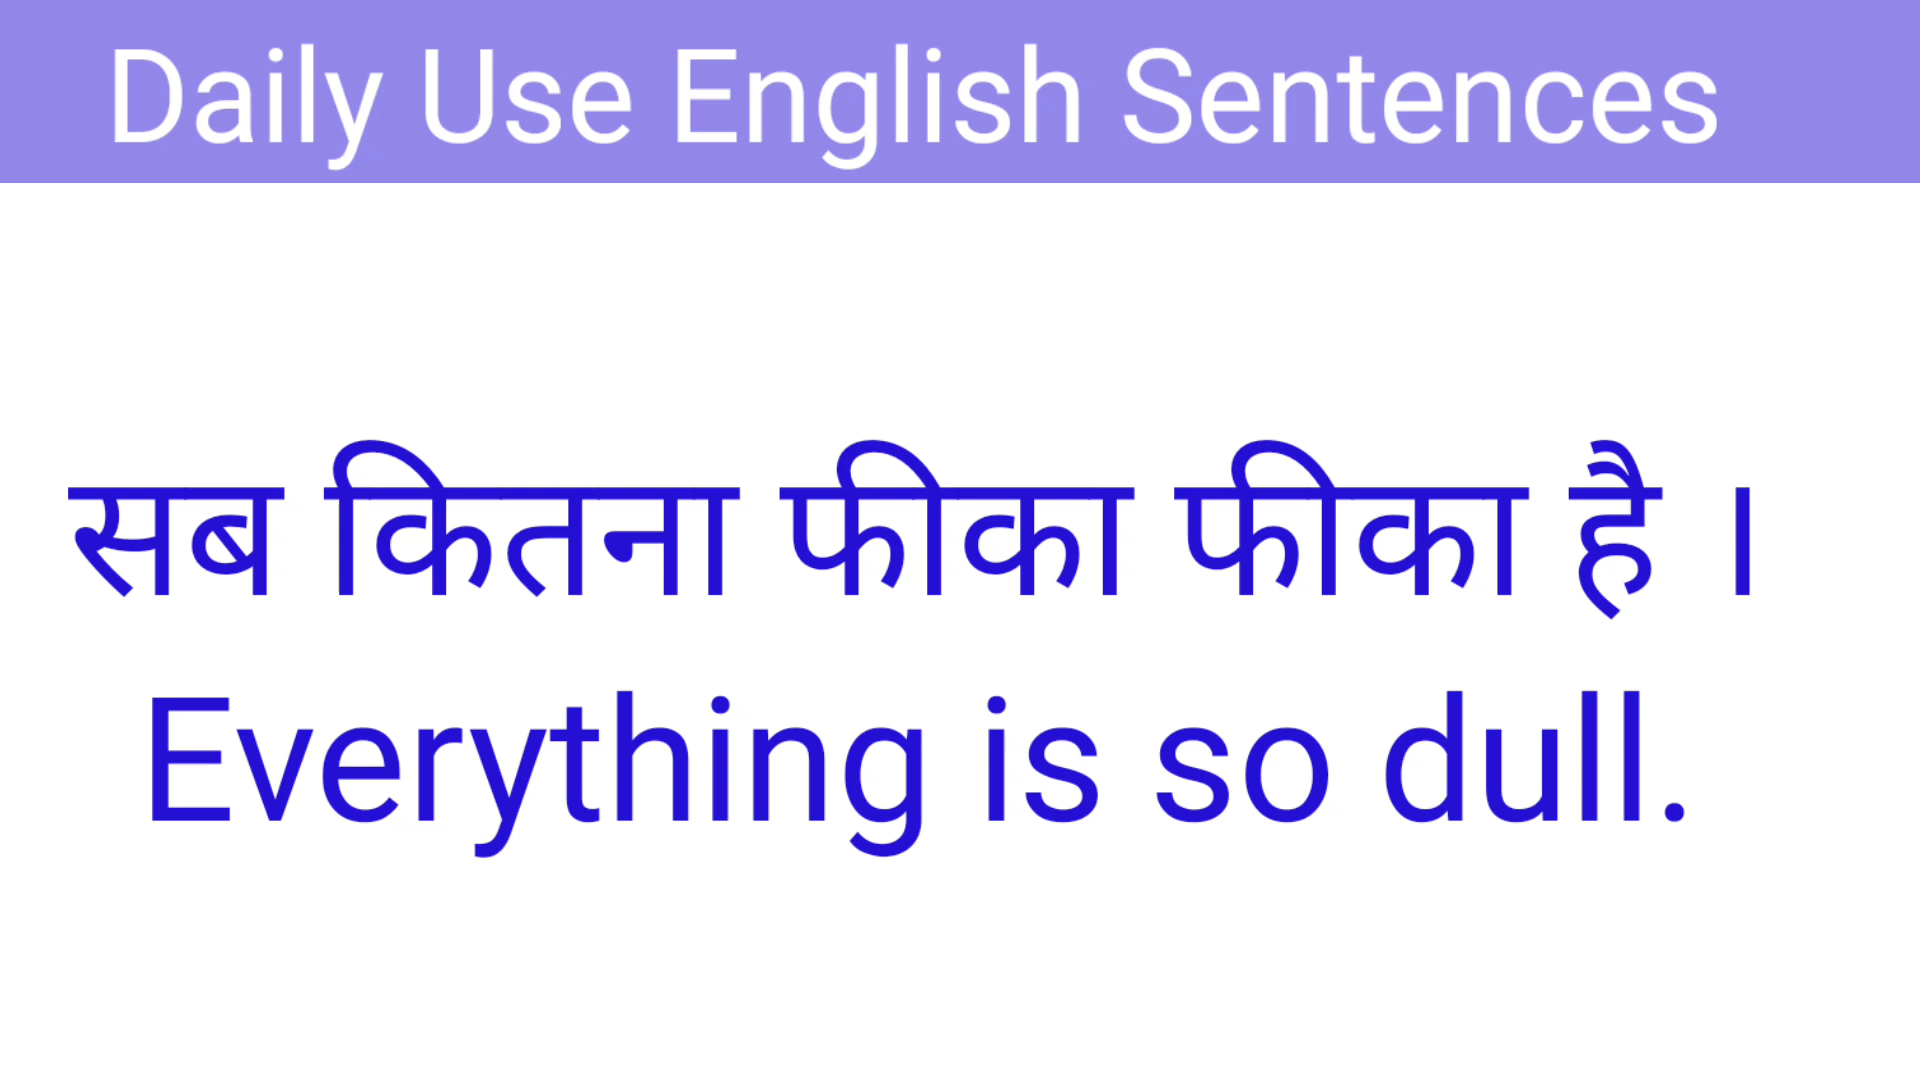 Daily Use English Sentences
सब कितना फीका फीका है ।
Everything is so dull.